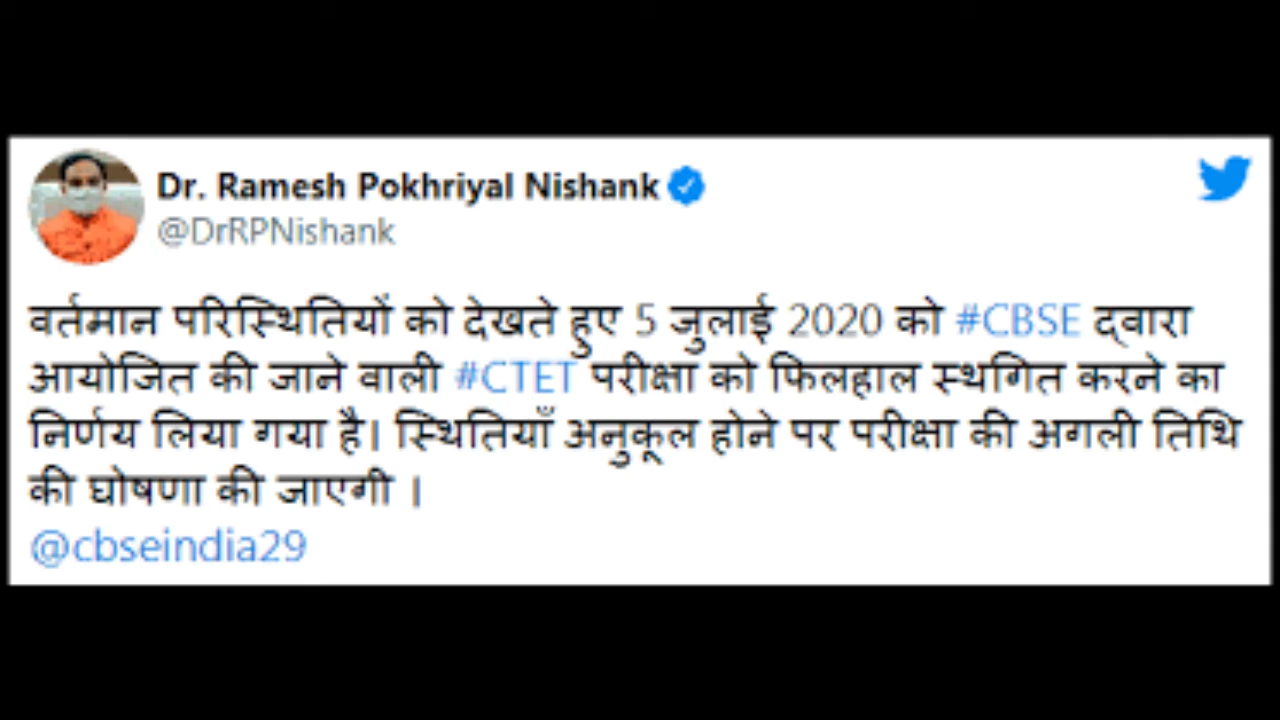 Dr. Ramesh Pokhriyal Nishank
@DrRPNishank
वर्तमान परिस्थितियों को देखते हुए 5 जुलाई 2020 को #CBSE द्वारा
आयोजित की जाने वाली #CTET परीक्षा को फिलहाल स्थगित करने का
निर्णय लिया गया है। स्थितियाँ अनुकूल होने पर परीक्षा की अगली तिथि
की घोषणा की जाएगी ।
@cbseindia29